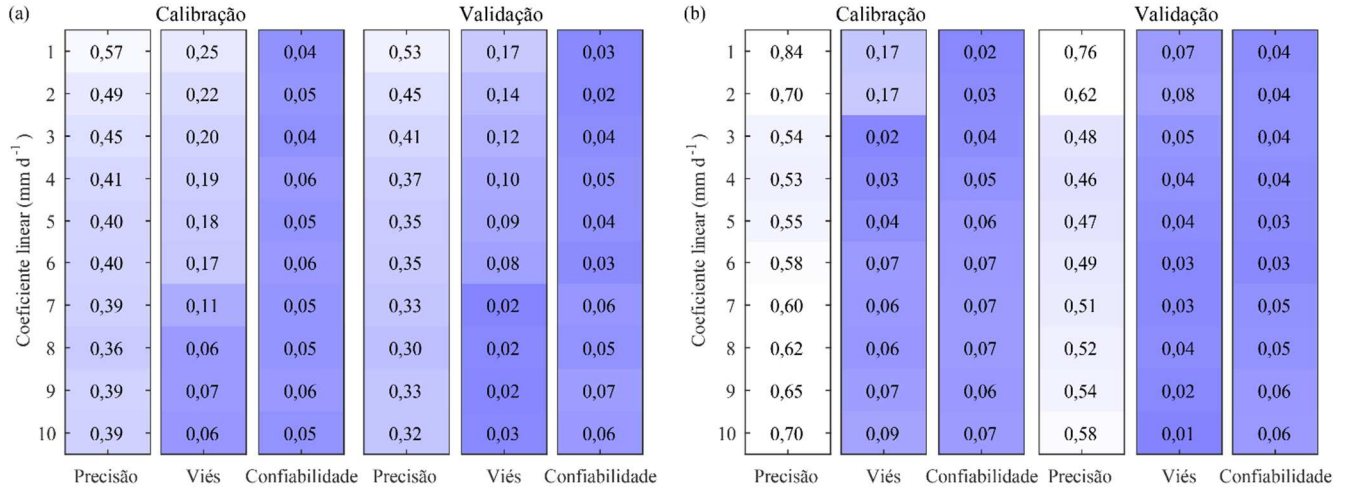 (a) Calibração Validação (b) Calibração Validação
Coeficiente linear (mm d⁻¹) Coeficiente linear (mm d⁻¹)
1 0,57 0,25 0,04 0,53 0,17 0,03 1 0,84 0,17 0,02 0,76 0,07 0,04
2 0,49 0,22 0,05 0,45 0,14 0,02 2 0,70 0,17 0,03 0,62 0,08 0,04
3 0,45 0,20 0,04 0,41 0,12 0,04 3 0,54 0,02 0,04 0,48 0,05 0,04
4 0,41 0,19 0,06 0,37 0,10 0,05 4 0,53 0,03 0,05 0,46 0,04 0,04
5 0,40 0,18 0,05 0,35 0,09 0,04 5 0,55 0,04 0,06 0,47 0,04 0,03
6 0,40 0,17 0,06 0,35 0,08 0,03 6 0,58 0,07 0,07 0,49 0,03 0,03
7 0,39 0,11 0,05 0,33 0,02 0,06 7 0,60 0,06 0,07 0,51 0,03 0,05
8 0,36 0,06 0,05 0,30 0,02 0,05 8 0,62 0,06 0,07 0,52 0,04 0,05
9 0,39 0,07 0,06 0,33 0,02 0,07 9 0,65 0,07 0,06 0,54 0,02 0,06
10 0,39 0,06 0,05 0,32 0,03 0,06 10 0,70 0,09 0,07 0,58 0,01 0,06
Precisão Viés Confiabilidade Precisão Viés Confiabilidade Precisão Viés Confiabilidade Precisão Viés Confiabilidade